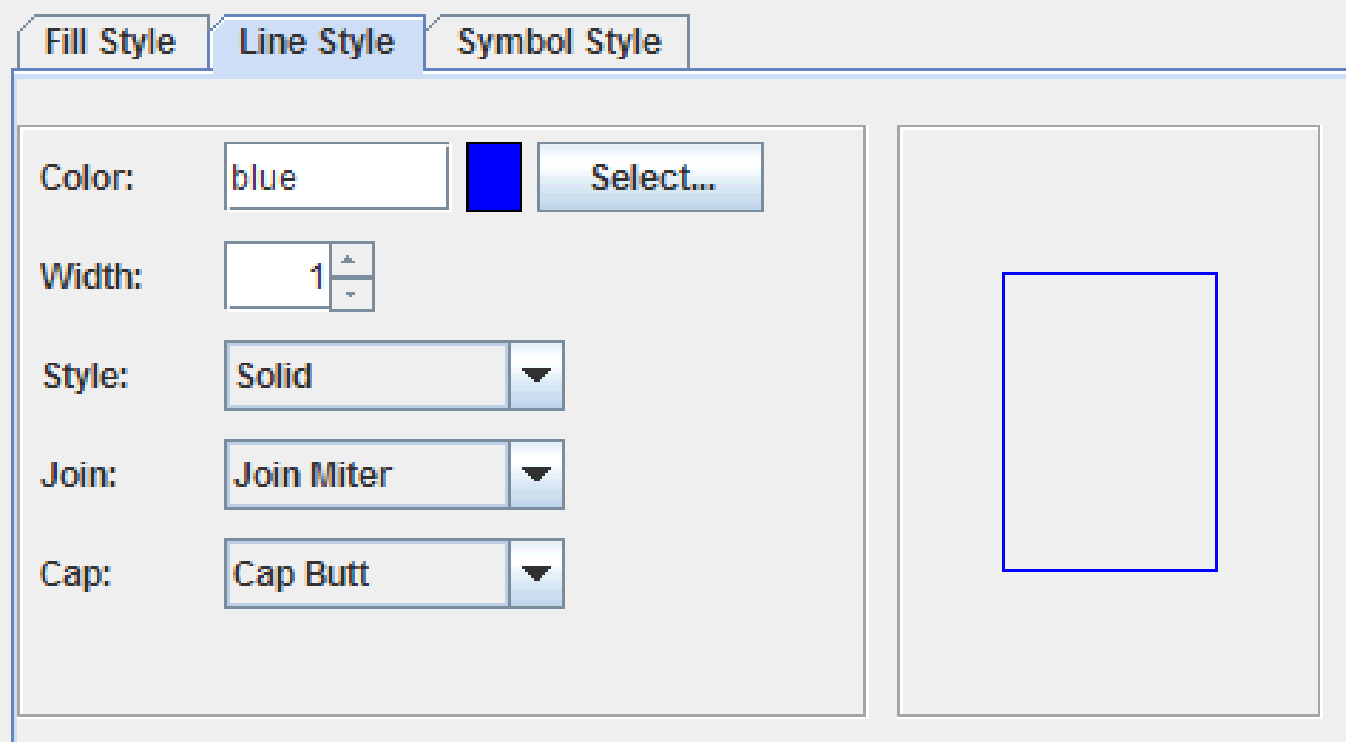 Fill Style Line Style Symbol Style
Color: blue Select...
Width: 1
Style: Solid
Join: Join Miter
Cap: Cap Butt